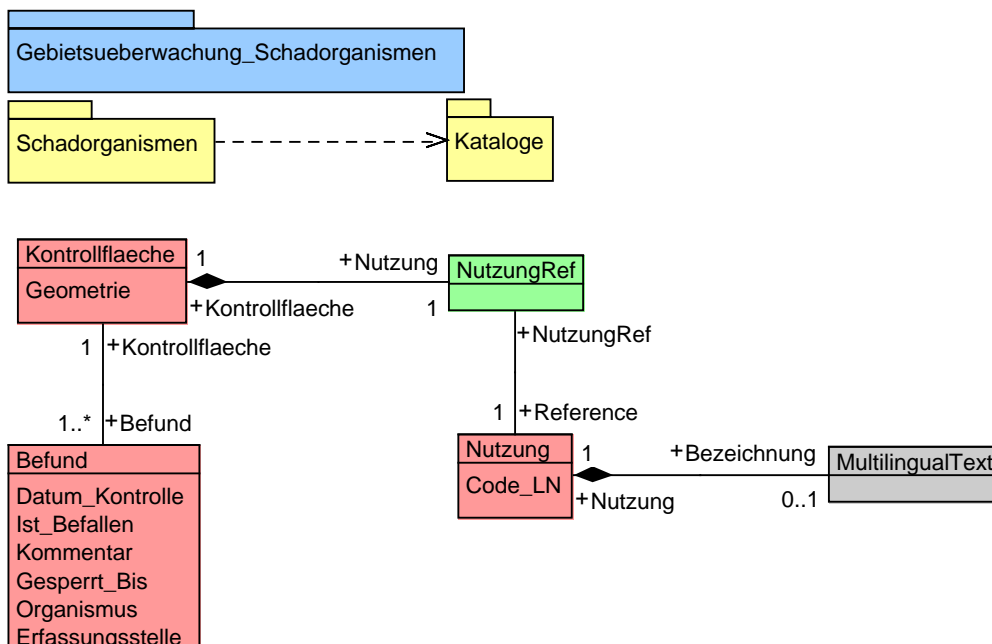 Gebietsueberwachung_Schadorganismen
Schadorganismen
Kataloge
Kontrollflaeche
Geometrie
1
+Kontrollflaeche
+Nutzung
1
NutzungRef
1
+Kontrollflaeche
1..*
+Befund
+NutzungRef
1
+Reference
Befund
Datum_Kontrolle
Ist_Befallen
Kommentar
Gesperrt_Bis
Organismus
Erfassungsstelle
Nutzung
Code_LN
1
+Nutzung
+Bezeichnung
0..1
MultilingualText